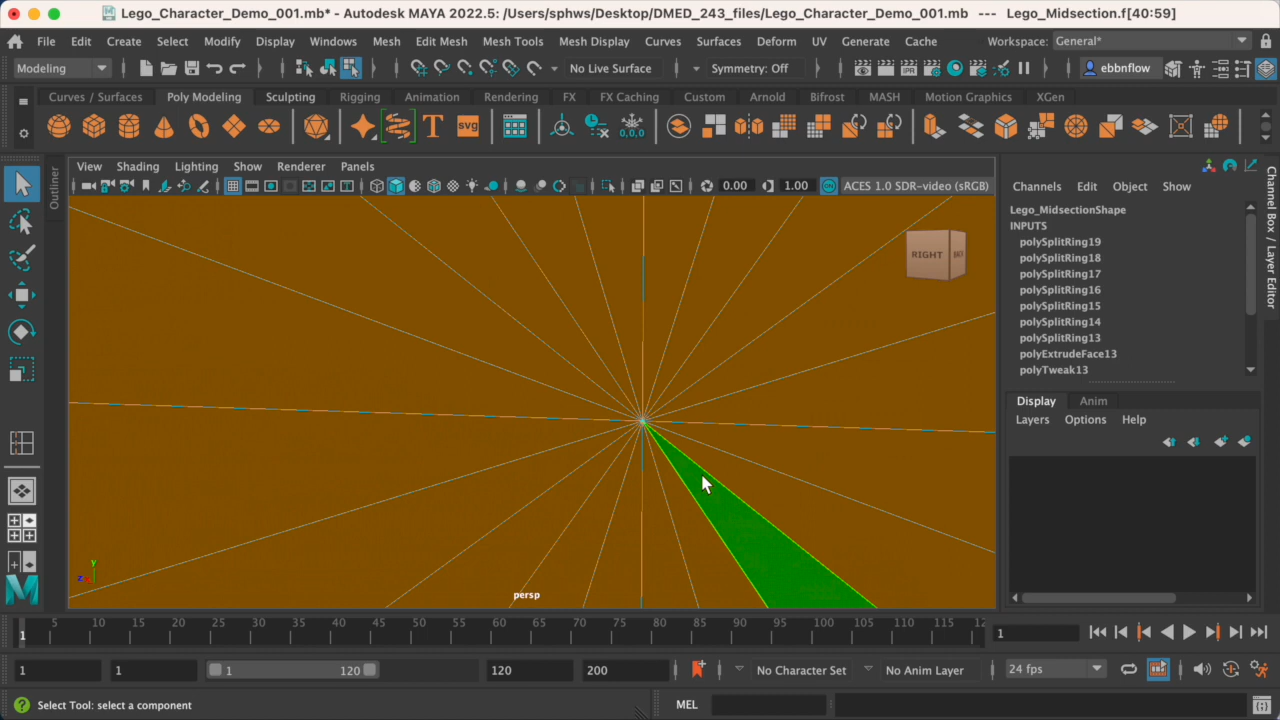 Lego_Character_Demo_001.mb* - Autodesk MAYA 2022.5: /Users/sphws/Desktop/DMED_243_files/Lego_Character_Demo_001.mb --- Lego_Midsection.f[40:59]
File Edit Create Select Modify Display Windows Mesh Edit Mesh Mesh Tools Mesh Display Curves Surfaces Deform UV Generate Cache Workspace: General*
Modeling No Live Surface Symmetry: Off IPR ebbnflow
Curves / Surfaces Poly Modeling Sculpting Rigging Animation Rendering FX FX Caching Custom Arnold Bifrost MASH Motion Graphics XGen
T svg 0,0,0
View Shading Lighting Show Renderer Panels
0.00 1.00 ON ACES 1.0 SDR-video (sRGB)
Outliner
RIGHT
y
z
persp
Channels Edit Object Show
Lego_MidsectionShape
INPUTS
polySplitRing19
polySplitRing18
polySplitRing17
polySplitRing16
polySplitRing15
polySplitRing14
polySplitRing13
polyExtrudeFace13
polyTweak13
Channel Box / Layer Editor
Display Anim
Layers Options Help
1 5 10 15 20 25 30 35 40 45 50 55 60 65 70 75 80 85 90 95 100 105 110 115 12 1
1 1 1 120 120 200 No Character Set No Anim Layer 24 fps
Select Tool: select a component MEL